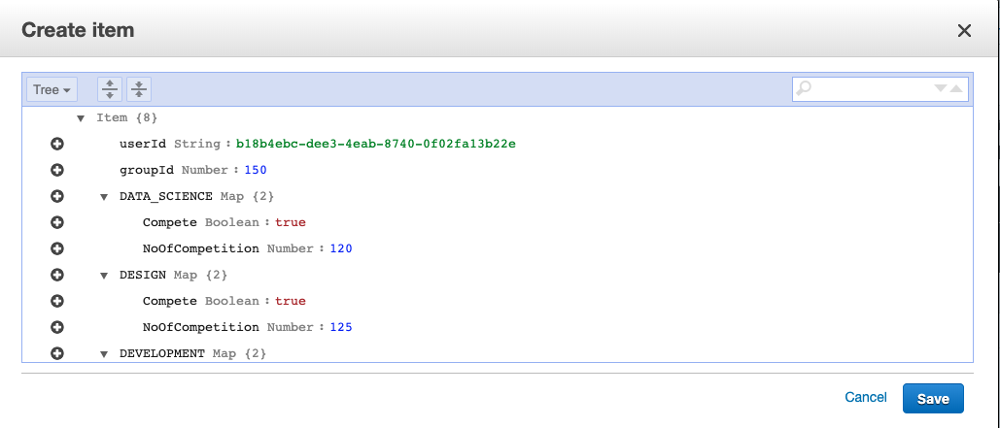 Create item
Tree
Item {8}
userId String : b18b4ebc-dee3-4eab-8740-0f02fa13b22e
groupId Number : 150
DATA_SCIENCE Map {2}
Compete Boolean : true
NoOfCompetition Number : 120
DESIGN Map {2}
Compete Boolean : true
NoOfCompetition Number : 125
DEVELOPMENT Map {2}
Cancel Save